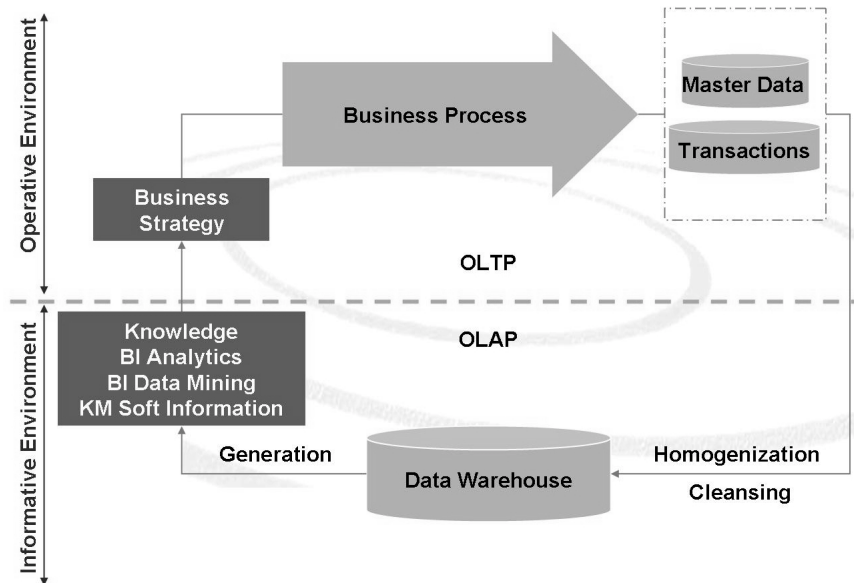 Operative Environment
Business Process
Master Data
Transactions
Business
Strategy
OLTP
Informative Environment
OLAP
Knowledge
BI Analytics
BI Data Mining
KM Soft Information
Generation
Data Warehouse
Homogenization
Cleansing